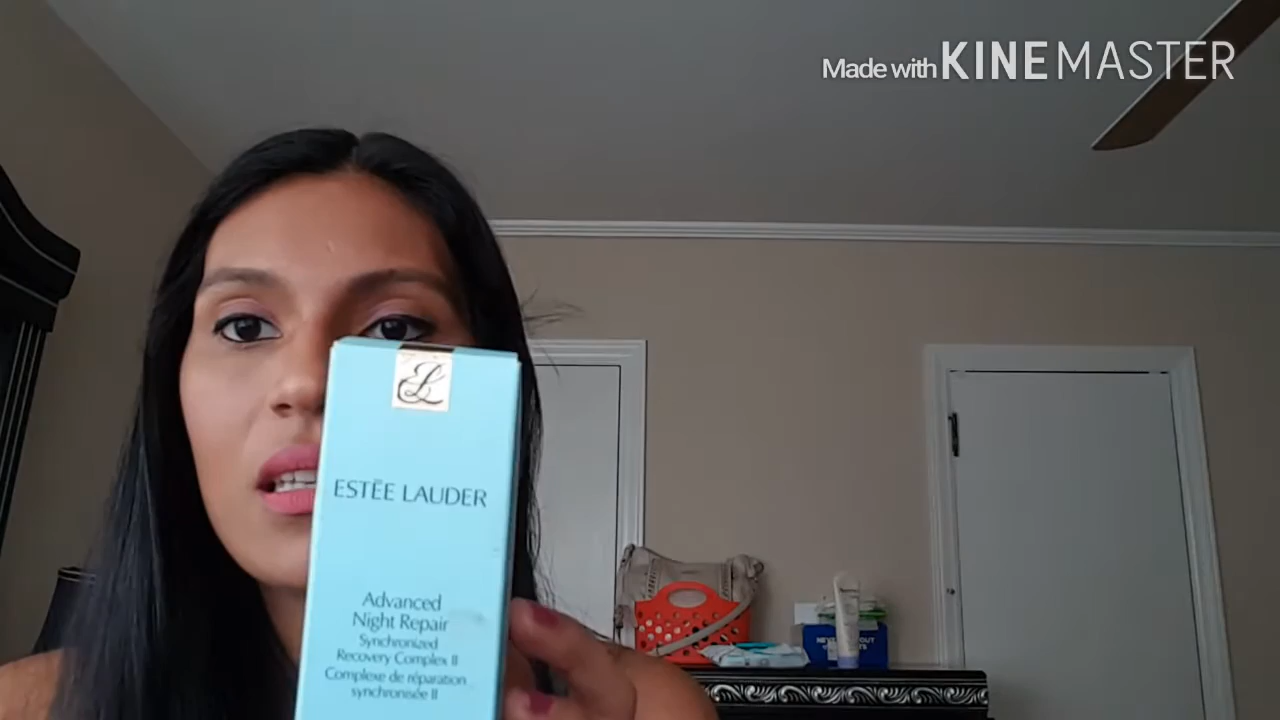 Made with KINEMASTER
EL
ESTĒE LAUDER
Advanced
Night Repair
Synchronized
Recovery Complex II
Complexe de réparation
synchronisée II